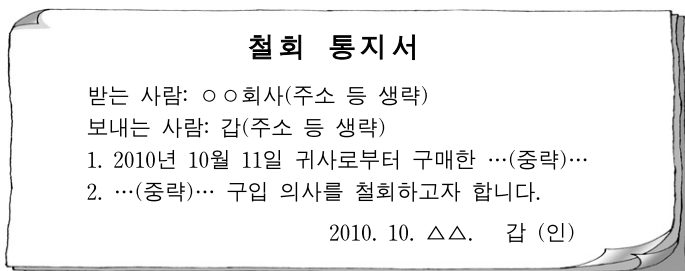 철회 통지서
받는 사람: ○○회사(주소 등 생략)
보내는 사람: 갑(주소 등 생략)
1. 2010년 10월 11일 귀사로부터 구매한 …(중략)…
2. …(중략)… 구입 의사를 철회하고자 합니다.
2010. 10. △△. 갑 (인)